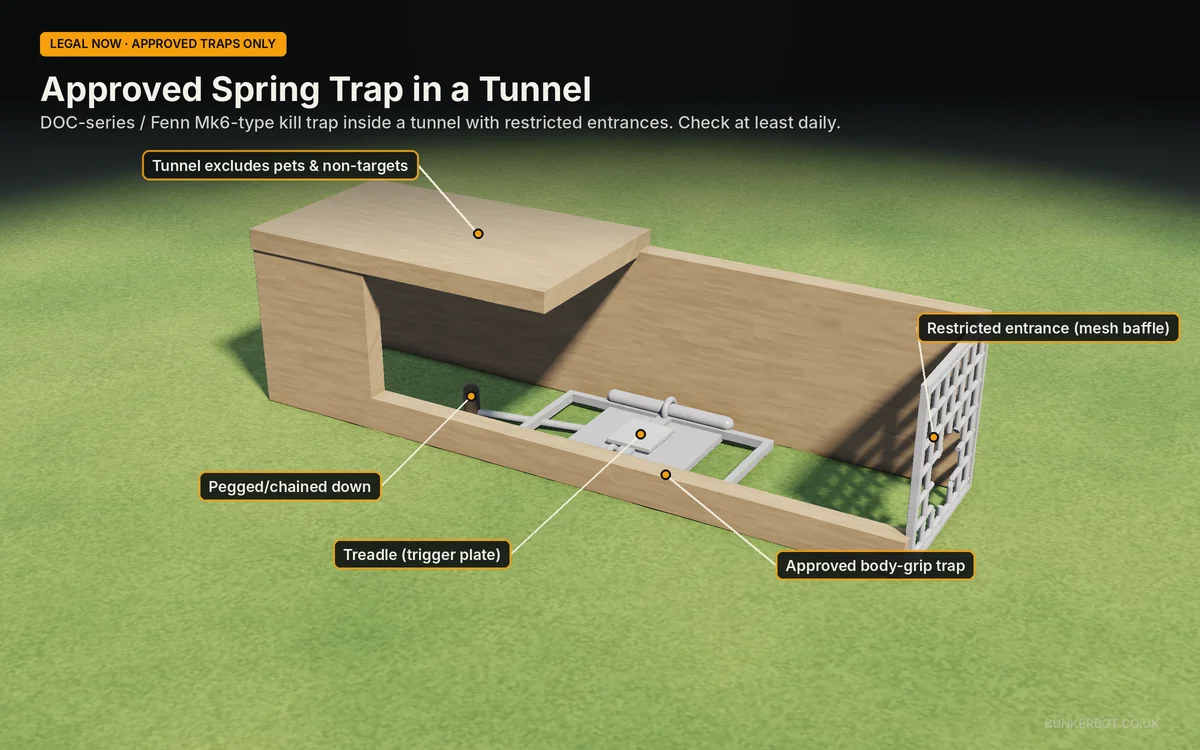 LEGAL NOW · APPROVED TRAPS ONLY
Approved Spring Trap in a Tunnel
DOC-series / Fenn Mk6-type kill trap inside a tunnel with restricted entrances. Check at least daily.
Tunnel excludes pets & non-targets
Restricted entrance (mesh baffle)
Pegged/chained down
Treadle (trigger plate)
Approved body-grip trap
BUNKERBOT.CO.UK